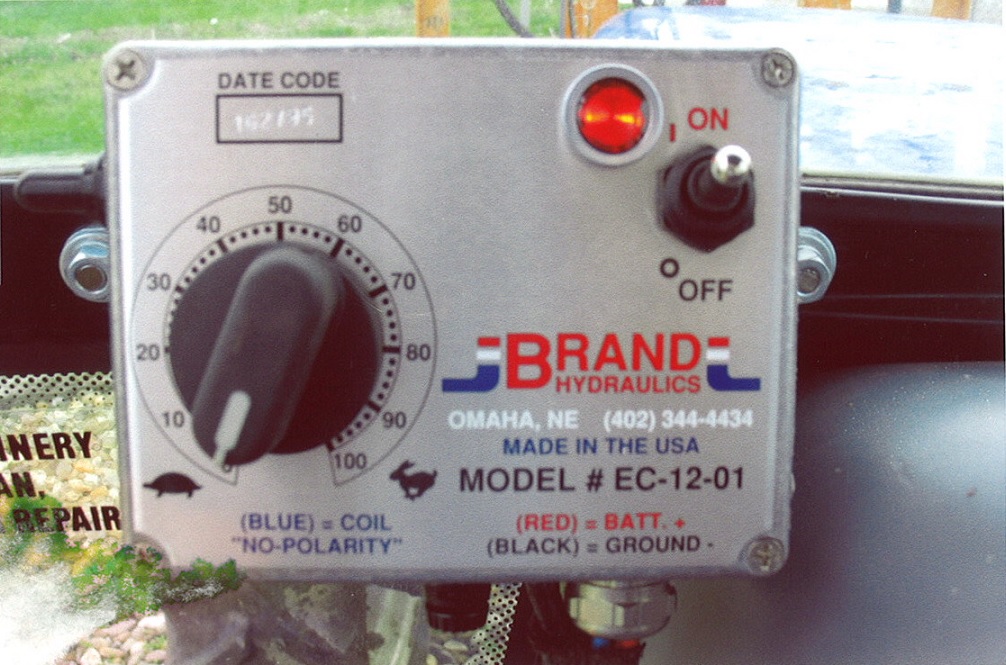 DATE CODE
ON
OFF
0
10
20
30
40
50
60
70
80
90
100
BRAND
HYDRAULICS
OMAHA, NE (402) 344-4434
MADE IN THE USA
MODEL # EC-12-01
(BLUE) = COIL
"NO-POLARITY"
(RED) = BATT. +
(BLACK) = GROUND -
INERY
AN,
REPAIR